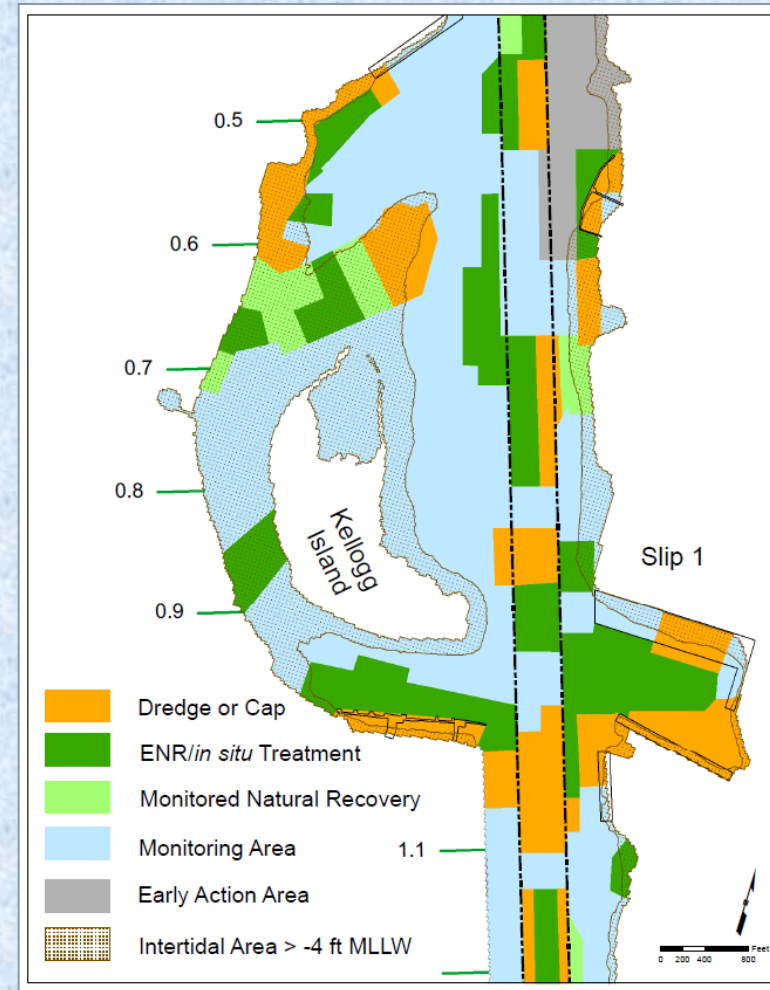 0.5
0.6
0.7
0.8
Kellogg
Island
Slip 1
0.9
Dredge or Cap
ENR/in situ Treatment
Monitored Natural Recovery
Monitoring Area
1.1
Early Action Area
Intertidal Area > -4 ft MLLW
Feet
0 200 400 800